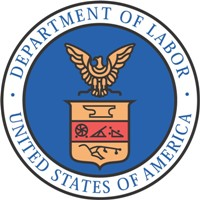 DEPARTMENT OF LABOR
UNITED STATES OF AMERICA